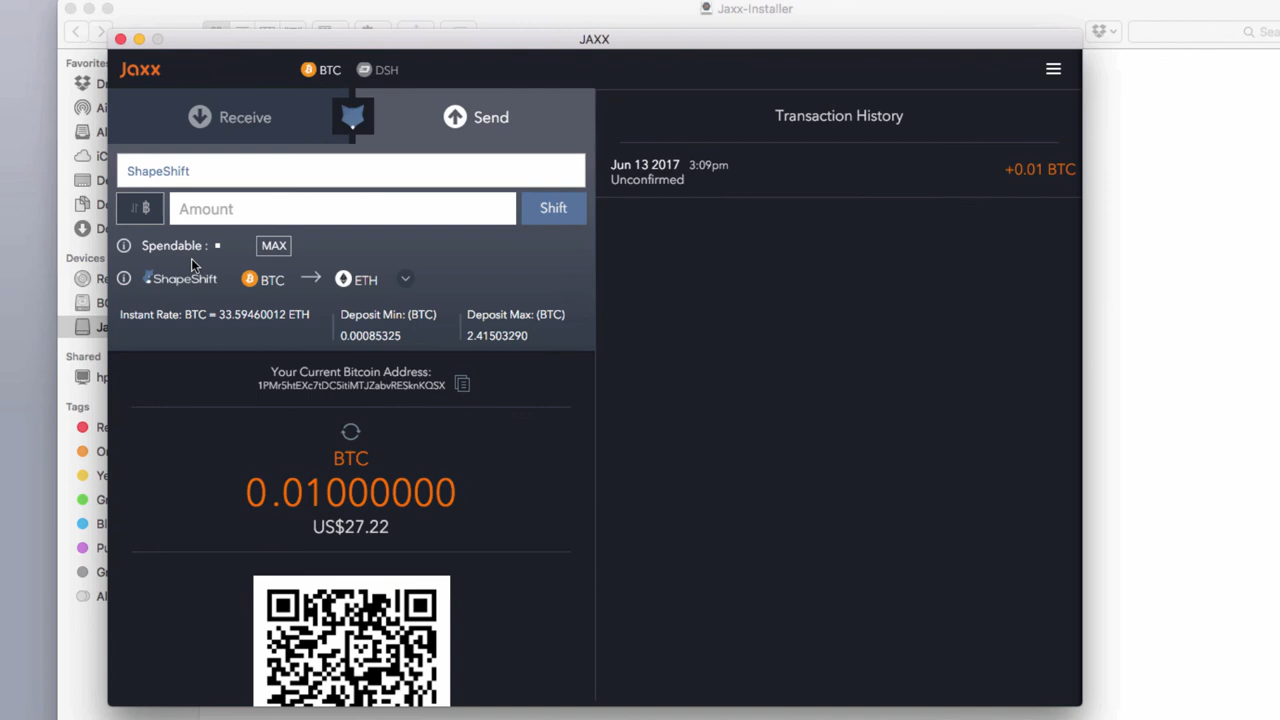 Jaxx-Installer
JAXX
Favorites
Devices
Shared
Tags
Jaxx
BTC
DSH
Receive
Send
ShapeShift
Amount
Shift
Spendable :
MAX
ShapeShift
BTC
ETH
Instant Rate: BTC = 33.59460012 ETH
Deposit Min: (BTC)
0.00085325
Deposit Max: (BTC)
2.41503290
Your Current Bitcoin Address:
1PMr5htEXc7tDC5itiMTJZabvRESknKQSX
BTC
0.01000000
US$27.22
Transaction History
Jun 13 2017 3:09pm
+0.01 BTC
Unconfirmed